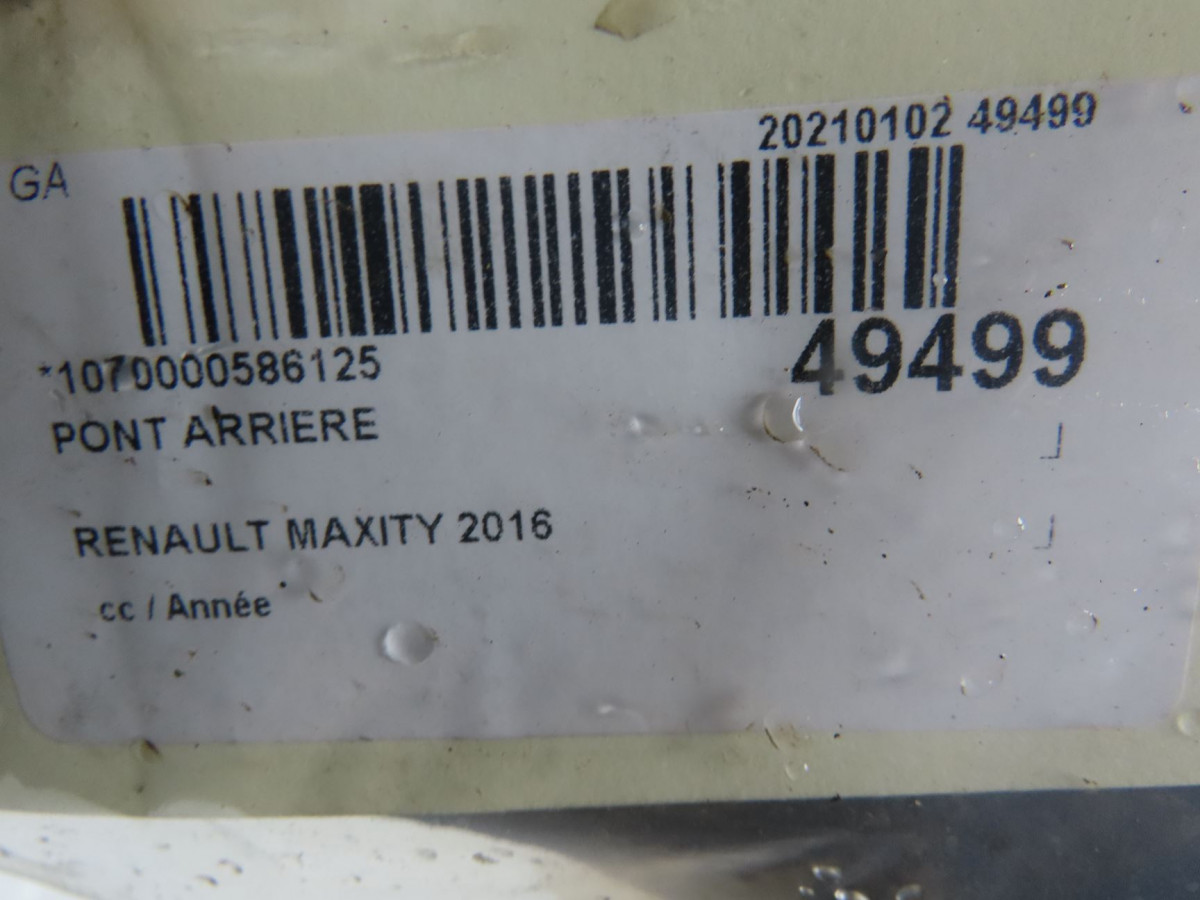 20210102 49499
GA
*1070000586125
49499
PONT ARRIERE
RENAULT MAXITY 2016
cc / Année